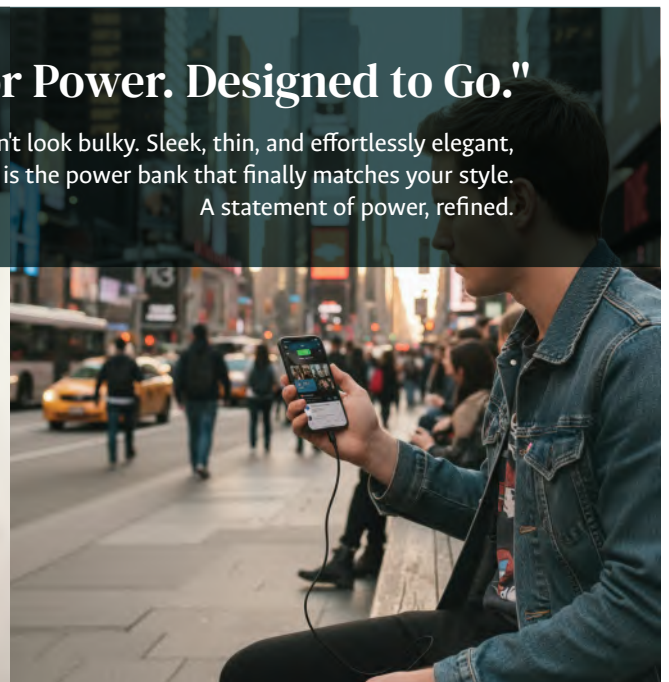 r Power. Designed to Go."
n't look bulky. Sleek, thin, and effortlessly elegant,
is the power bank that finally matches your style.
A statement of power, refined.